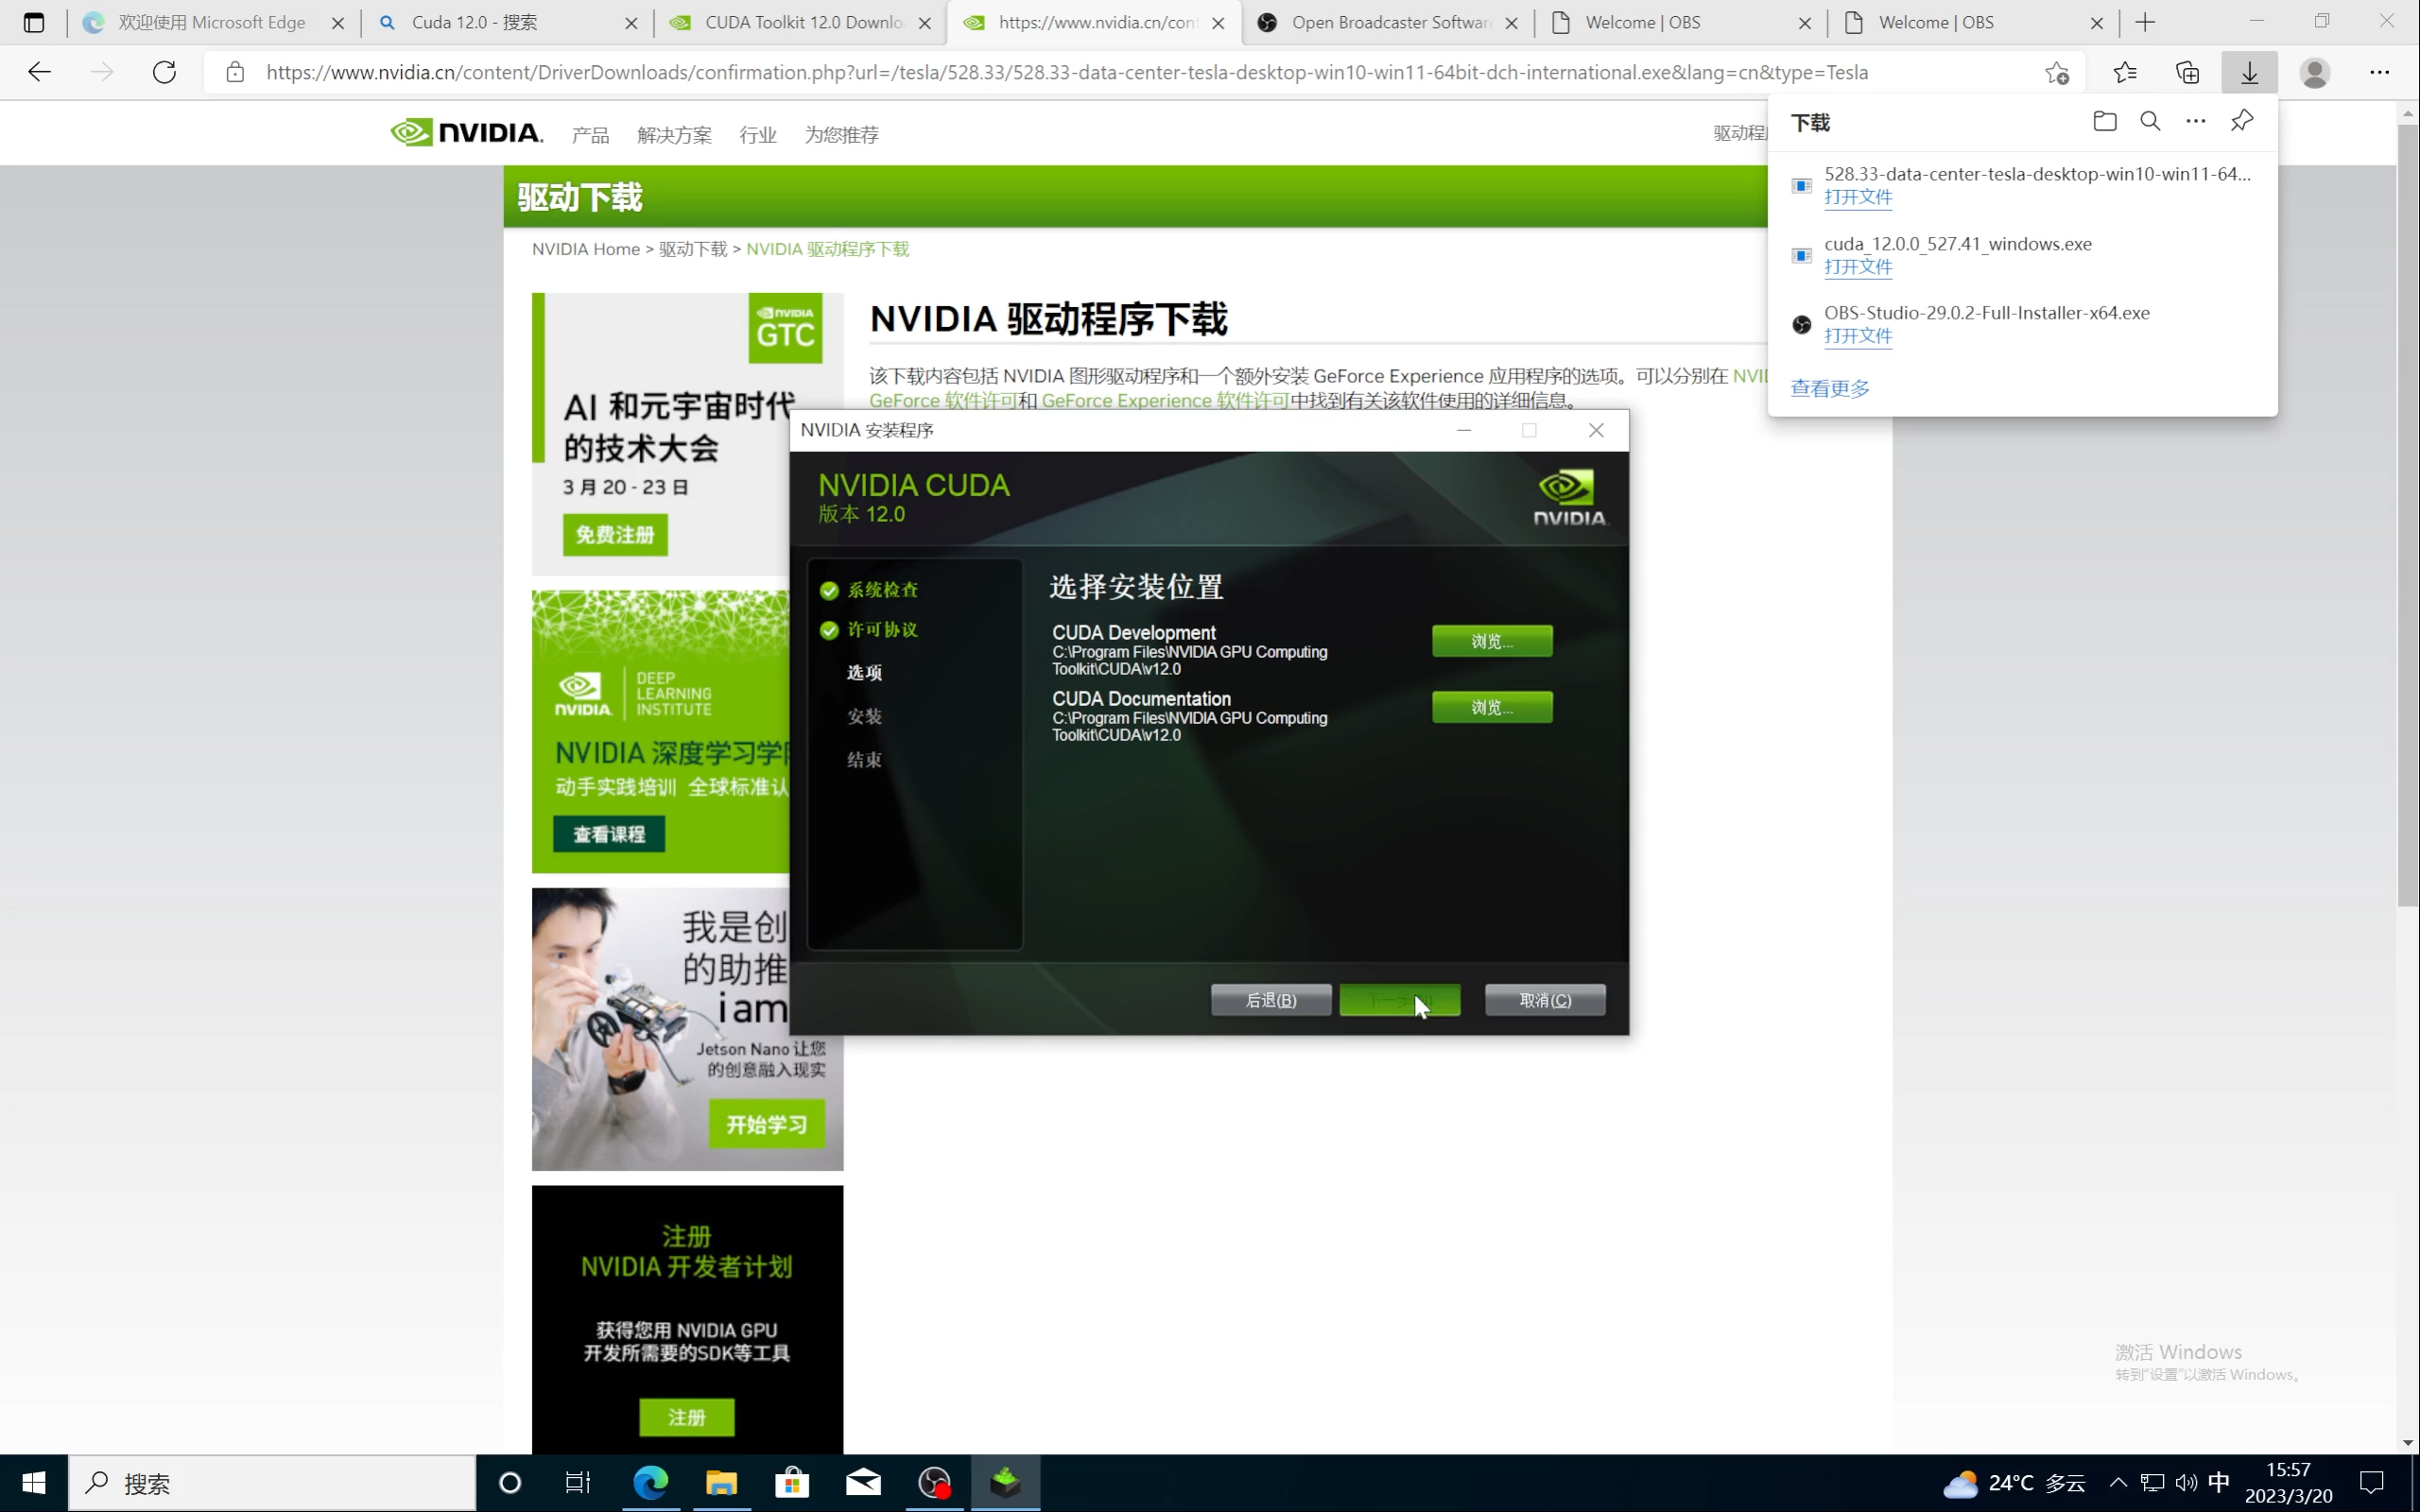 欢迎使用 Microsoft Edge
Cuda 12.0 - 搜索
CUDA Toolkit 12.0 Downlo
https://www.nvidia.cn/cont
Open Broadcaster Software
Welcome | OBS
Welcome | OBS
https://www.nvidia.cn/content/DriverDownloads/confirmation.php?url=/tesla/528.33/528.33-data-center-tesla-desktop-win10-win11-64bit-dch-international.exe&lang=cn&type=Tesla
NVIDIA.
产品
解决方案
行业
为您推荐
驱动程
下载
528.33-data-center-tesla-desktop-win10-win11-64...
打开文件
cuda_12.0.0_527.41_windows.exe
打开文件
OBS-Studio-29.0.2-Full-Installer-x64.exe
打开文件
查看更多
驱动下载
NVIDIA Home > 驱动下载 > NVIDIA 驱动程序下载
NVIDIA 驱动程序下载
该下载内容包括 NVIDIA 图形驱动程序和一个额外安装 GeForce Experience 应用程序的选项。可以分别在 NVI
GeForce 软件许可和 GeForce Experience 软件许可中找到有关该软件使用的详细信息。
NVIDIA
GTC
AI 和元宇宙时代
的技术大会
3 月 20 - 23 日
免费注册
NVIDIA.
DEEP
LEARNING
INSTITUTE
NVIDIA 深度学习学
动手实践培训 全球标准认
查看课程
我是创
的助推
iam
Jetson Nano 让您
的创意融入现实
开始学习
注册
NVIDIA 开发者计划
获得您用 NVIDIA GPU
开发所需要的SDK等工具
注册
NVIDIA 安装程序
NVIDIA CUDA
版本 12.0
NVIDIA.
系统检查
许可协议
选项
安装
结束
选择安装位置
CUDA Development
C:\Program Files\NVIDIA GPU Computing
Toolkit\CUDA\v12.0
浏览...
CUDA Documentation
C:\Program Files\NVIDIA GPU Computing
Toolkit\CUDA\v12.0
浏览...
后退(B)
下一
取消(C)
激活 Windows
转到"设置"以激活 Windows。
搜索
24°C 多云
中
15:57
2023/3/20